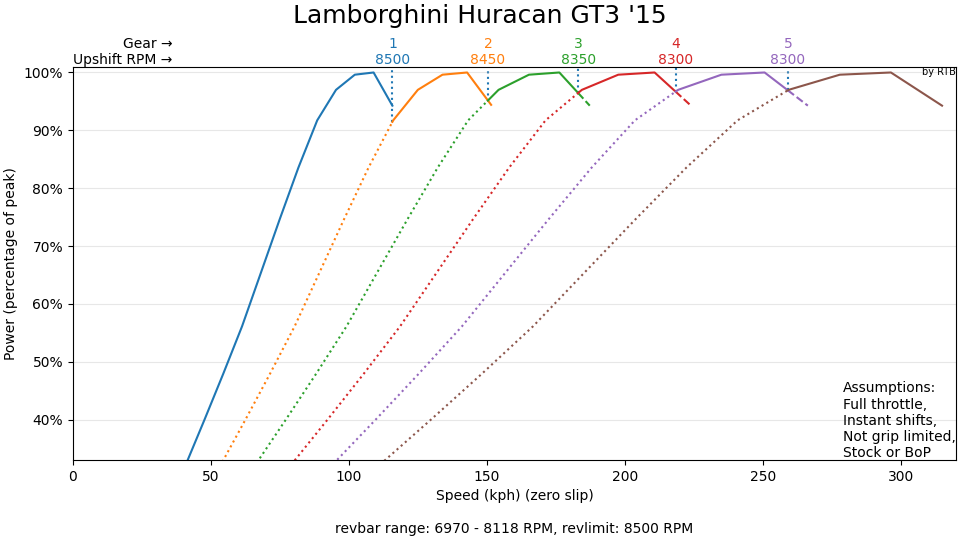 Lamborghini Huracan GT3 '15
Gear → 1 2 3 4 5
Upshift RPM → 8500 8450 8350 8300 8300
by RTB
100%
90%
80%
70%
60%
50%
40%
Power (percentage of peak)
Assumptions:
Full throttle,
Instant shifts,
Not grip limited,
Stock or BoP
0 50 100 150 200 250 300
Speed (kph) (zero slip)
revbar range: 6970 - 8118 RPM, revlimit: 8500 RPM